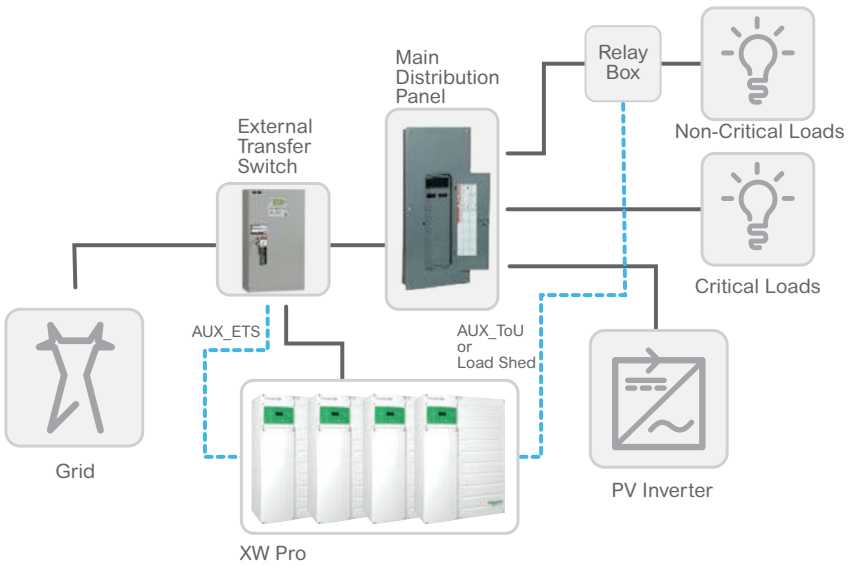 Main
Distribution
Panel
Relay
Box
Non-Critical Loads
External
Transfer
Switch
Critical Loads
AUX_ETS
AUX_ToU
or
Load Shed
Grid
PV Inverter
XW Pro